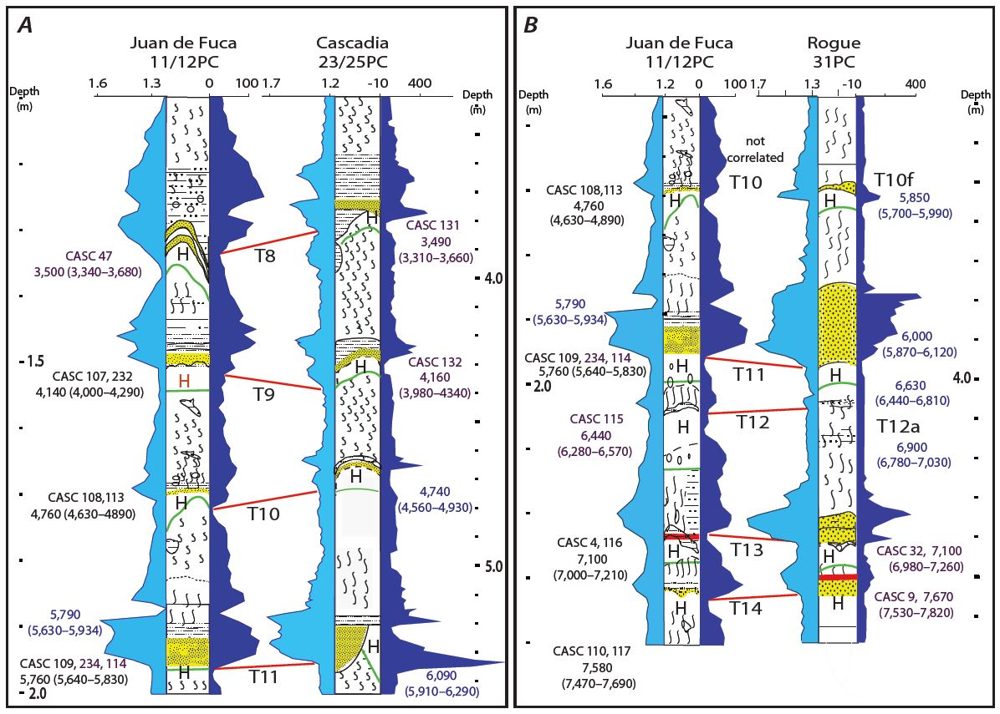 A
Juan de Fuca
11/12PC
Cascadia
23/25PC
Depth
(m)
1.6 1.3 0 100 1.7 1.2 -10 400
Depth
(m)
CASC 47
3,500 (3,340–3,680)
H
T8
H
CASC 131
3,490
(3,310–3,660)
4.0
1.5
CASC 107, 232
4,140 (4,000–4,290)
H
T9
H
CASC 132
4,160
(3,980–4340)
CASC 108,113
4,760 (4,630–4890)
H
T10
H
4,740
(4,560–4,930)
5.0
5,790
(5,630–5,934)
CASC 109, 234, 114
5,760 (5,640–5,830)
H
T11
H
6,090
(5,910–6,290)
2.0
B
Juan de Fuca
11/12PC
Rogue
31PC
Depth
(m)
1.6 1.2 0 100 1.7 1.3 -10 400
Depth
(m)
not
correlated
T10
T10f
5,850
(5,700–5,990)
CASC 108,113
4,760
(4,630–4,890)
H
H
5,790
(5,630–5,934)
6,000
(5,870–6,120)
CASC 109, 234, 114
5,760 (5,640–5,830)
2.0
H
T11
H
4.0
6,630
(6,440–6,810)
CASC 115
6,440
(6,280–6,570)
H
T12
T12a
6,900
(6,780–7,030)
CASC 4, 116
7,100
(7,000–7,210)
H
T13
H
CASC 32, 7,100
(6,980–7,260)
H
T14
H
CASC 9, 7,670
(7,530–7,820)
CASC 110, 117
7,580
(7,470–7,690)